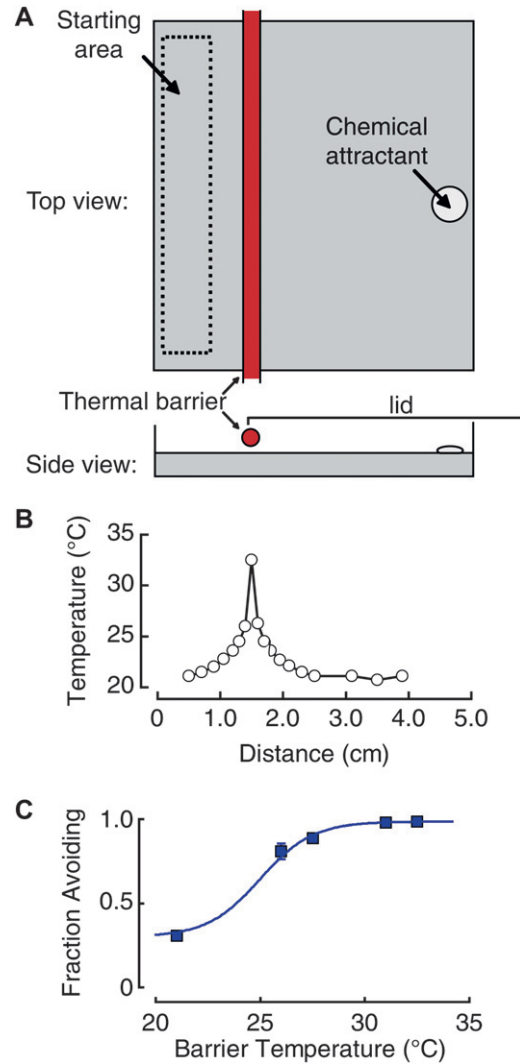 A
Starting
area
Chemical
attractant
Top view:
Thermal barrier
lid
Side view:
B
Temperature (°C)
35
30
25
20
0 1.0 2.0 3.0 4.0 5.0
Distance (cm)
C
Fraction Avoiding
1.0
0.5
0
20 25 30 35
Barrier Temperature (°C)